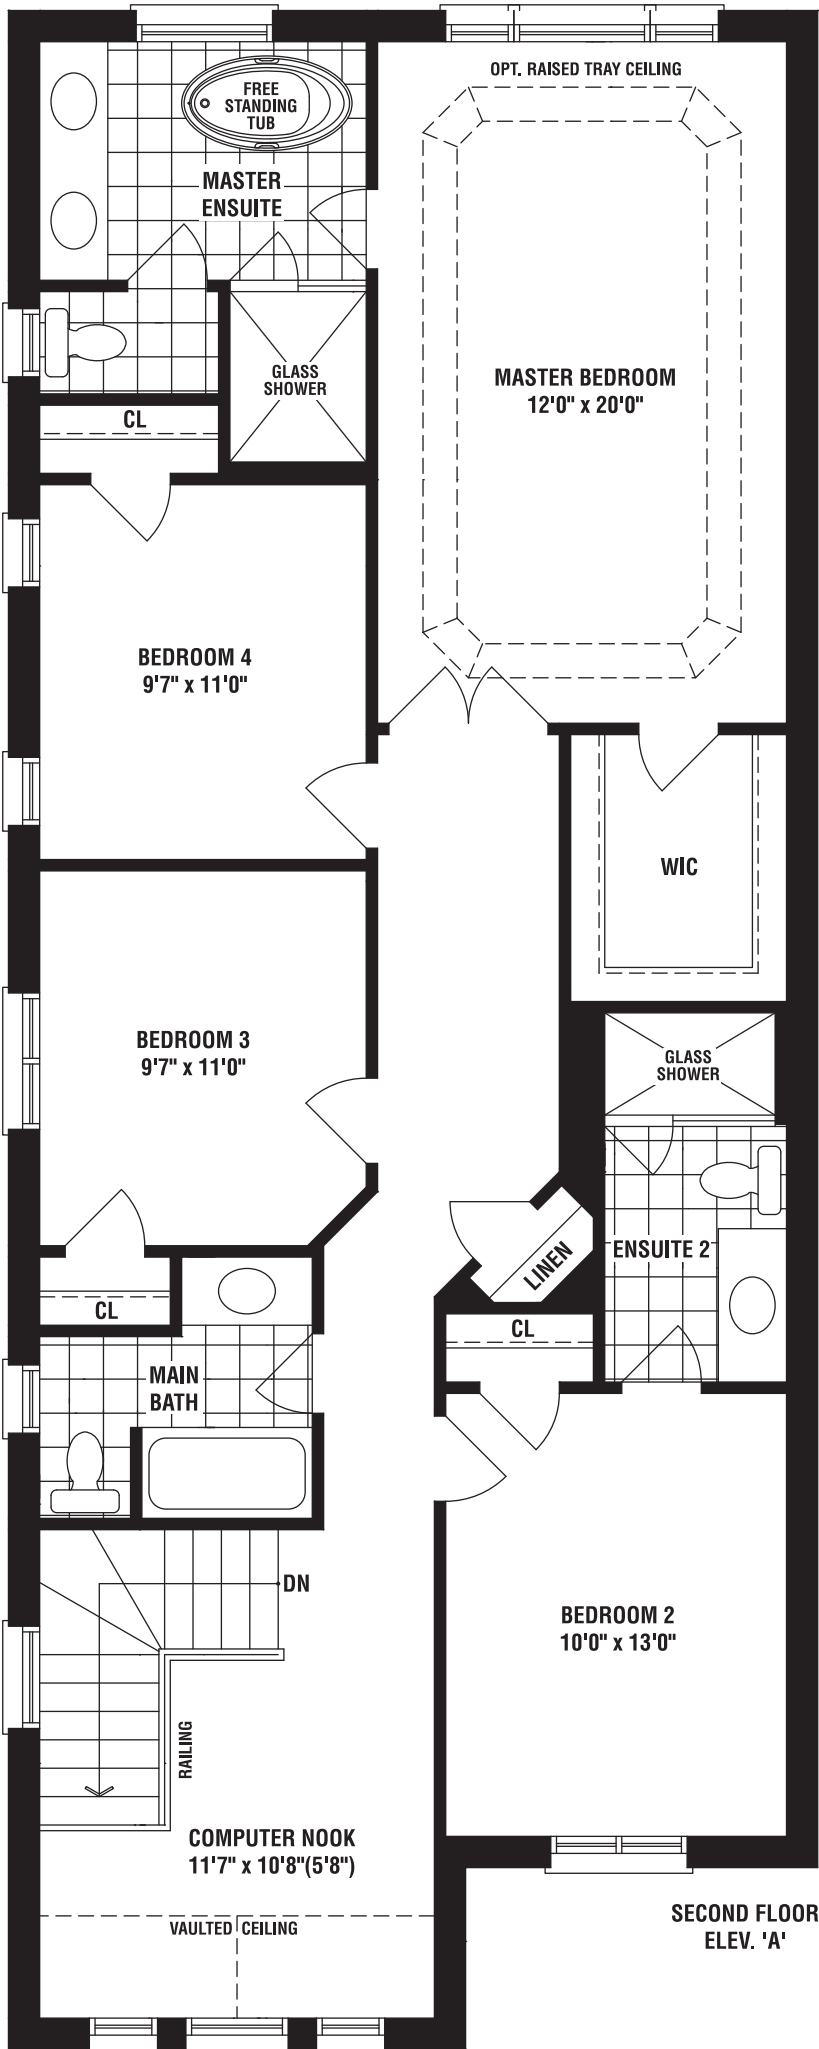 OPT. RAISED TRAY CEILING
FREE
STANDING
TUB
MASTER
ENSUITE
GLASS
SHOWER
MASTER BEDROOM
12'0" x 20'0"
CL
BEDROOM 4
9'7" x 11'0"
WIC
BEDROOM 3
9'7" x 11'0"
GLASS
SHOWER
ENSUITE 2
LINEN
CL
CL
MAIN
BATH
DN
BEDROOM 2
10'0" x 13'0"
RAILING
COMPUTER NOOK
11'7" x 10'8"(5'8")
VAULTED CEILING
SECOND FLOOR
ELEV. 'A'